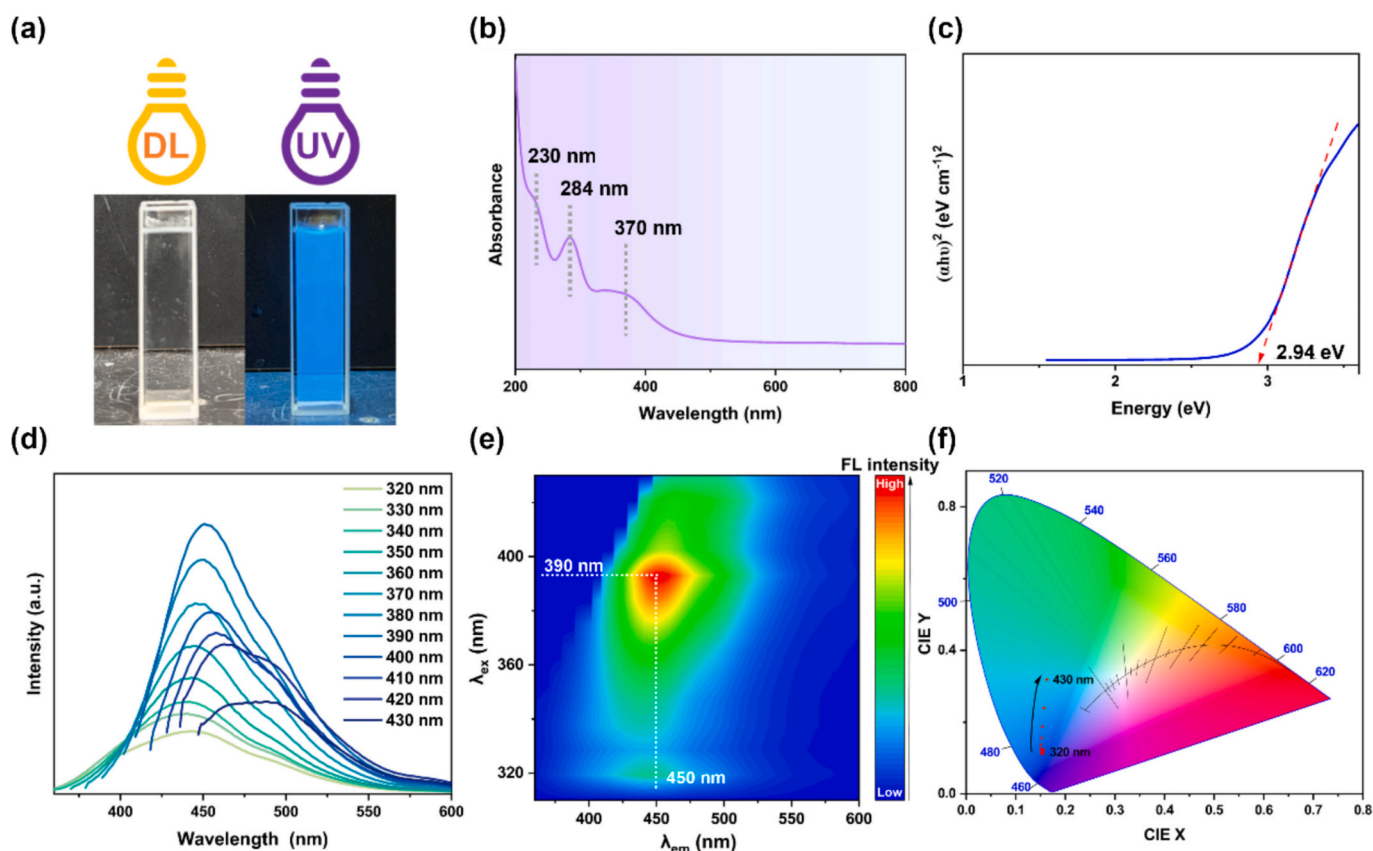 (a)
DL
UV
(b)
Absorbance
230 nm
284 nm
370 nm
200
400
600
800
Wavelength (nm)
(c)
(αhυ)² (eV cm⁻¹)²
2.94 eV
1
2
3
Energy (eV)
(d)
Intensity (a.u.)
320 nm
330 nm
340 nm
350 nm
360 nm
370 nm
380 nm
390 nm
400 nm
410 nm
420 nm
430 nm
400
450
500
550
600
Wavelength (nm)
(e)
FL intensity
High
Low
λex (nm)
400
360
320
390 nm
450 nm
400
450
500
550
600
λem (nm)
(f)
CIE Y
0.8
0.4
0.0
520
540
560
580
600
620
500
480
460
430 nm
320 nm
0.0
0.1
0.2
0.3
0.4
0.5
0.6
0.7
0.8
CIE X